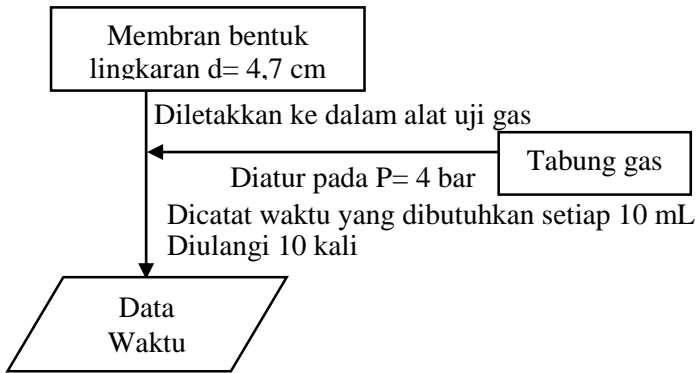 Membran bentuk
lingkaran d= 4,7 cm
Diletakkan ke dalam alat uji gas
Tabung gas
Diatur pada P= 4 bar
Dicatat waktu yang dibutuhkan setiap 10 mL
Diulangi 10 kali
Data
Waktu